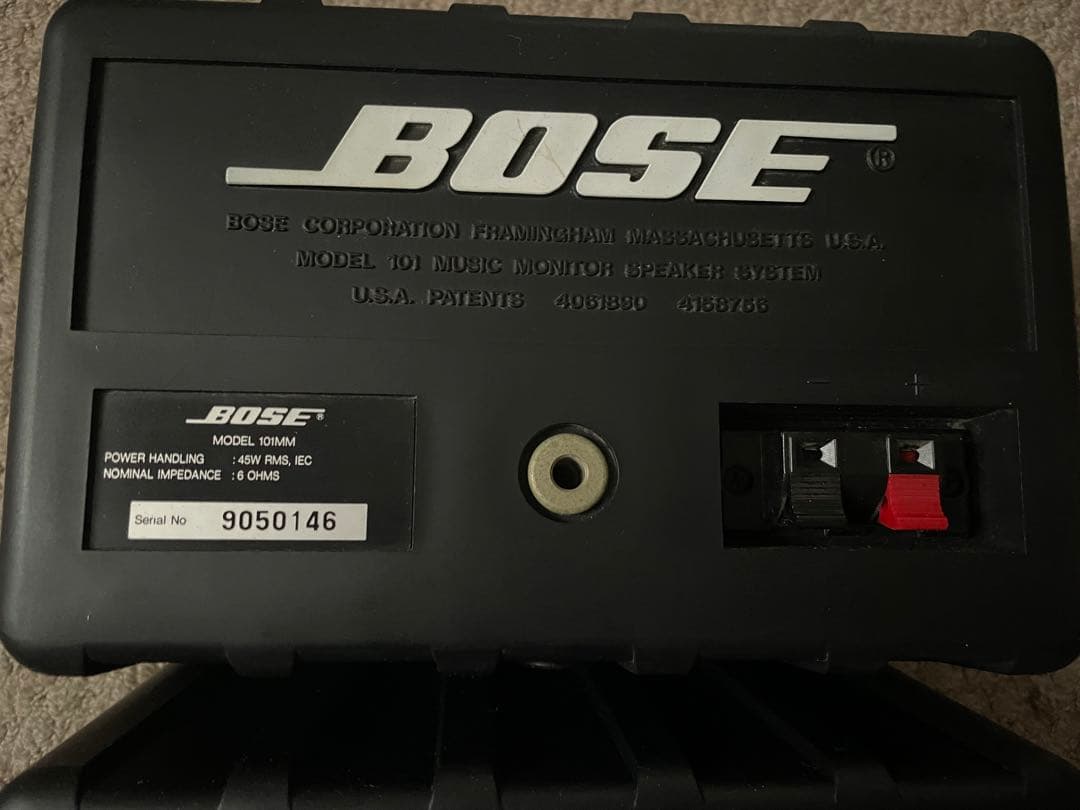 BOSE ®
BOSE CORPORATION FRAMINGHAM MASSACHUSETTS U.S.A.
MODEL 101 MUSIC MONITOR SPEAKER SYSTEM
U.S.A. PATENTS 4061890 4158756
BOSE ®
MODEL 101MM
POWER HANDLING : 45W RMS, IEC
NOMINAL IMPEDANCE : 6 OHMS
Serial No 9050146
− +